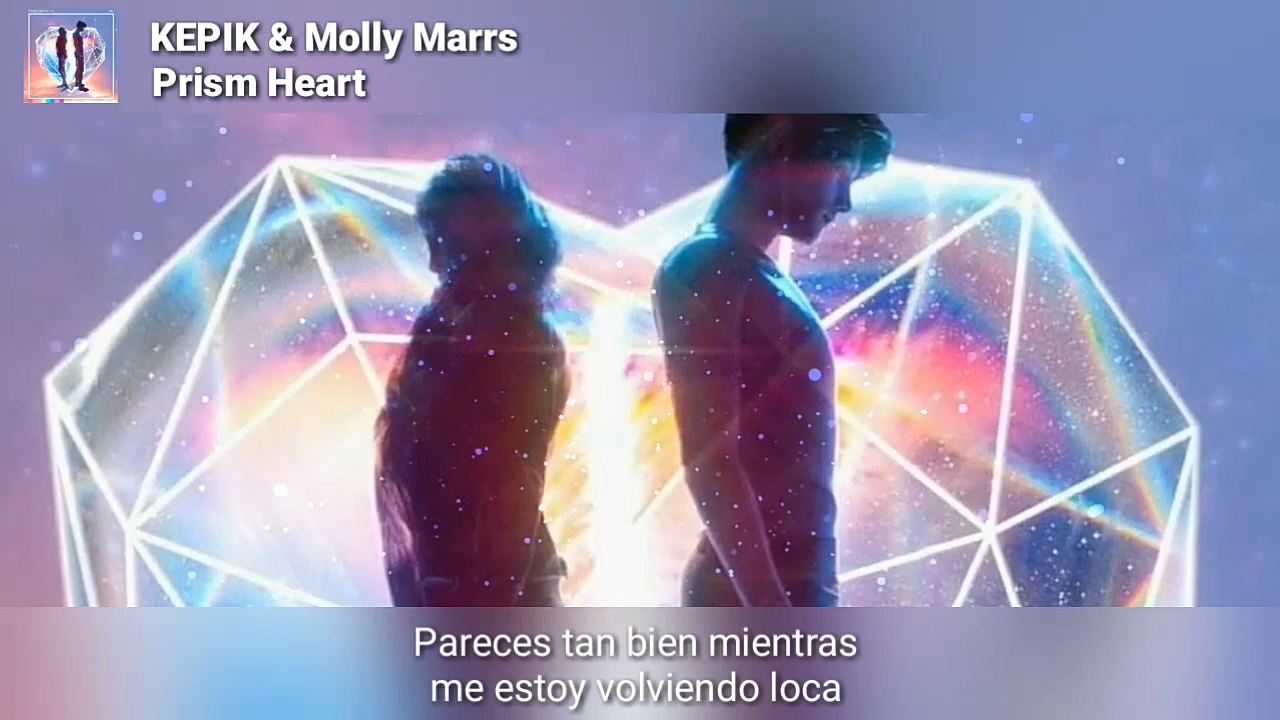 KEPIK & Molly Marrs
Prism Heart
Pareces tan bien mientras
me estoy volviendo loca